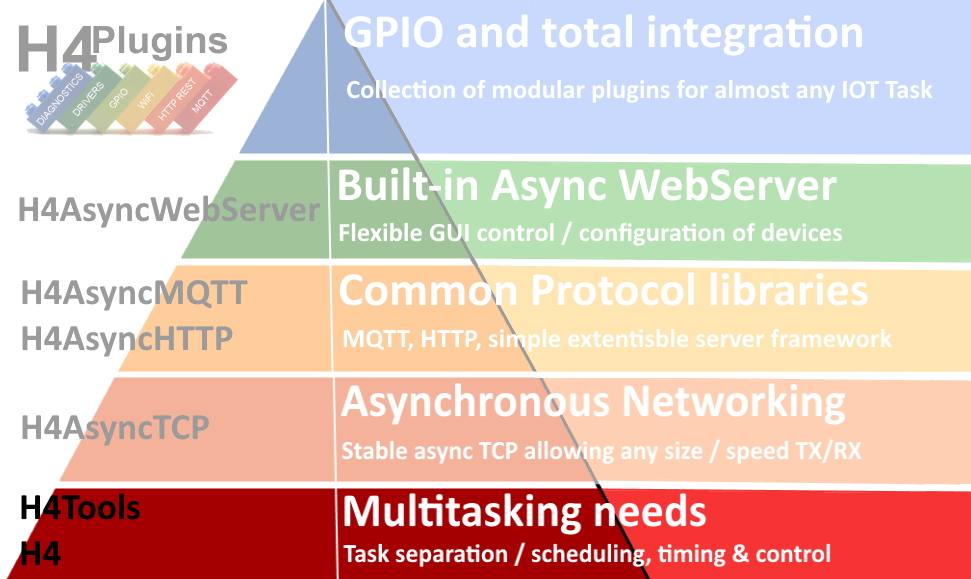 H4Plugins
DIAGNOSTICS
DRIVERS
GPIO
WiFi
HTTP REST
MQTT
GPIO and total integration
Collection of modular plugins for almost any IOT Task
H4AsyncWebServer
Built-in Async WebServer
Flexible GUI control / configuration of devices
H4AsyncMQTT
H4AsyncHTTP
Common Protocol libraries
MQTT, HTTP, simple extentisble server framework
H4AsyncTCP
Asynchronous Networking
Stable async TCP allowing any size / speed TX/RX
H4Tools
H4
Multitasking needs
Task separation / scheduling, timing & control